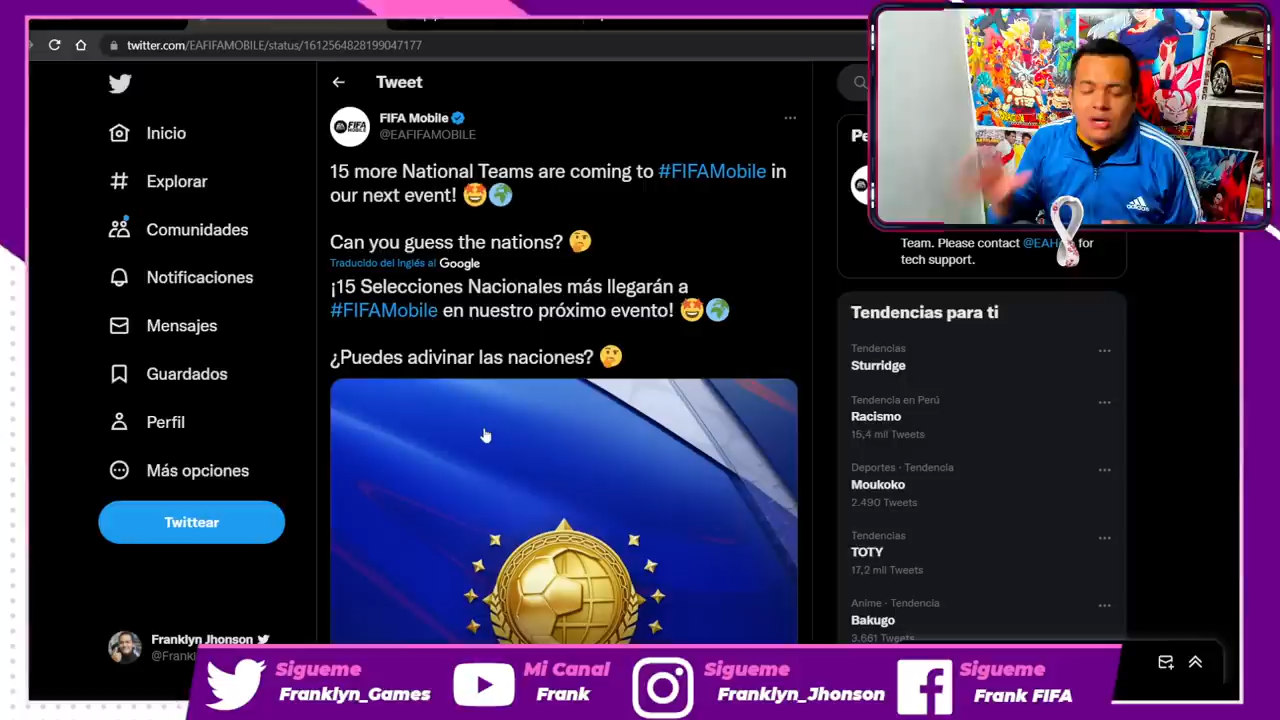 twitter.com/EAFIFAMOBILE/status/1612564828199047177
Tweet
FIFA Mobile
@EAFIFAMOBILE
15 more National Teams are coming to #FIFAMobile in
our next event! 🤩🌍
Can you guess the nations? 🤔
Traducido del Inglés al Google
¡15 Selecciones Nacionales más llegarán a
#FIFAMobile en nuestro próximo evento! 🤩🌍
¿Puedes adivinar las naciones? 🤔
Inicio
Explorar
Comunidades
Notificaciones
Mensajes
Guardados
Perfil
Más opciones
Twittear
Franklyn Jhonson
@Frankl
adidas
Team. Please contact for
tech support.
Tendencias para ti
Tendencias
Sturridge
Tendencia en Perú
Racismo
15,4 mil Tweets
Deportes · Tendencia
Moukoko
2.490 Tweets
Tendencias
TOTY
17,2 mil Tweets
Anime · Tendencia
Bakugo
3.661 Tweets
Sigueme
Franklyn_Games
Mi Canal
Frank
Sigueme
Franklyn_Jhonson
Sigueme
Frank FIFA